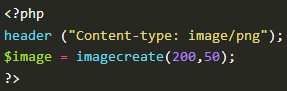 <?php
header ("Content-type: image/png");
$image = imagecreate(200,50);
?>